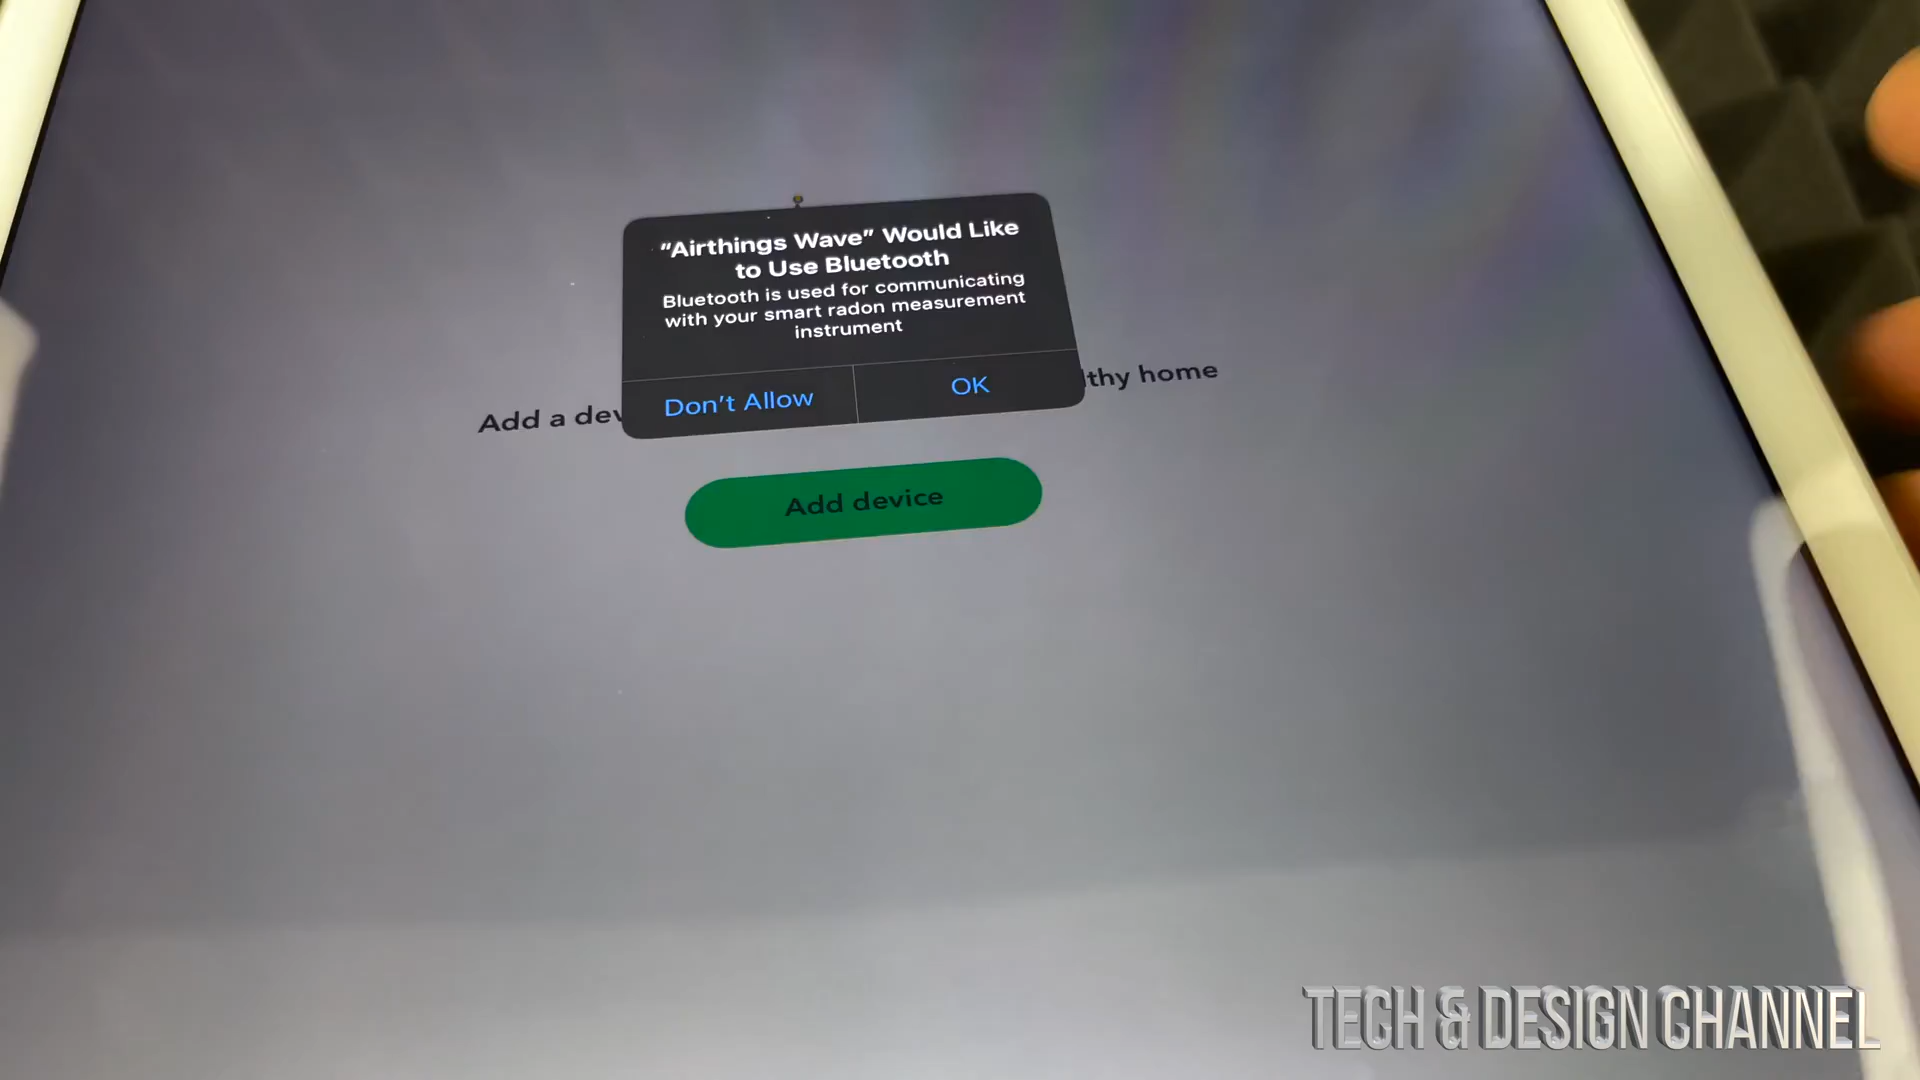 "Airthings Wave" Would Like
to Use Bluetooth
Bluetooth is used for communicating
with your smart radon measurement
instrument
Don't Allow
OK
Add a dev
lthy home
Add device
TECH & DESIGN CHANNEL